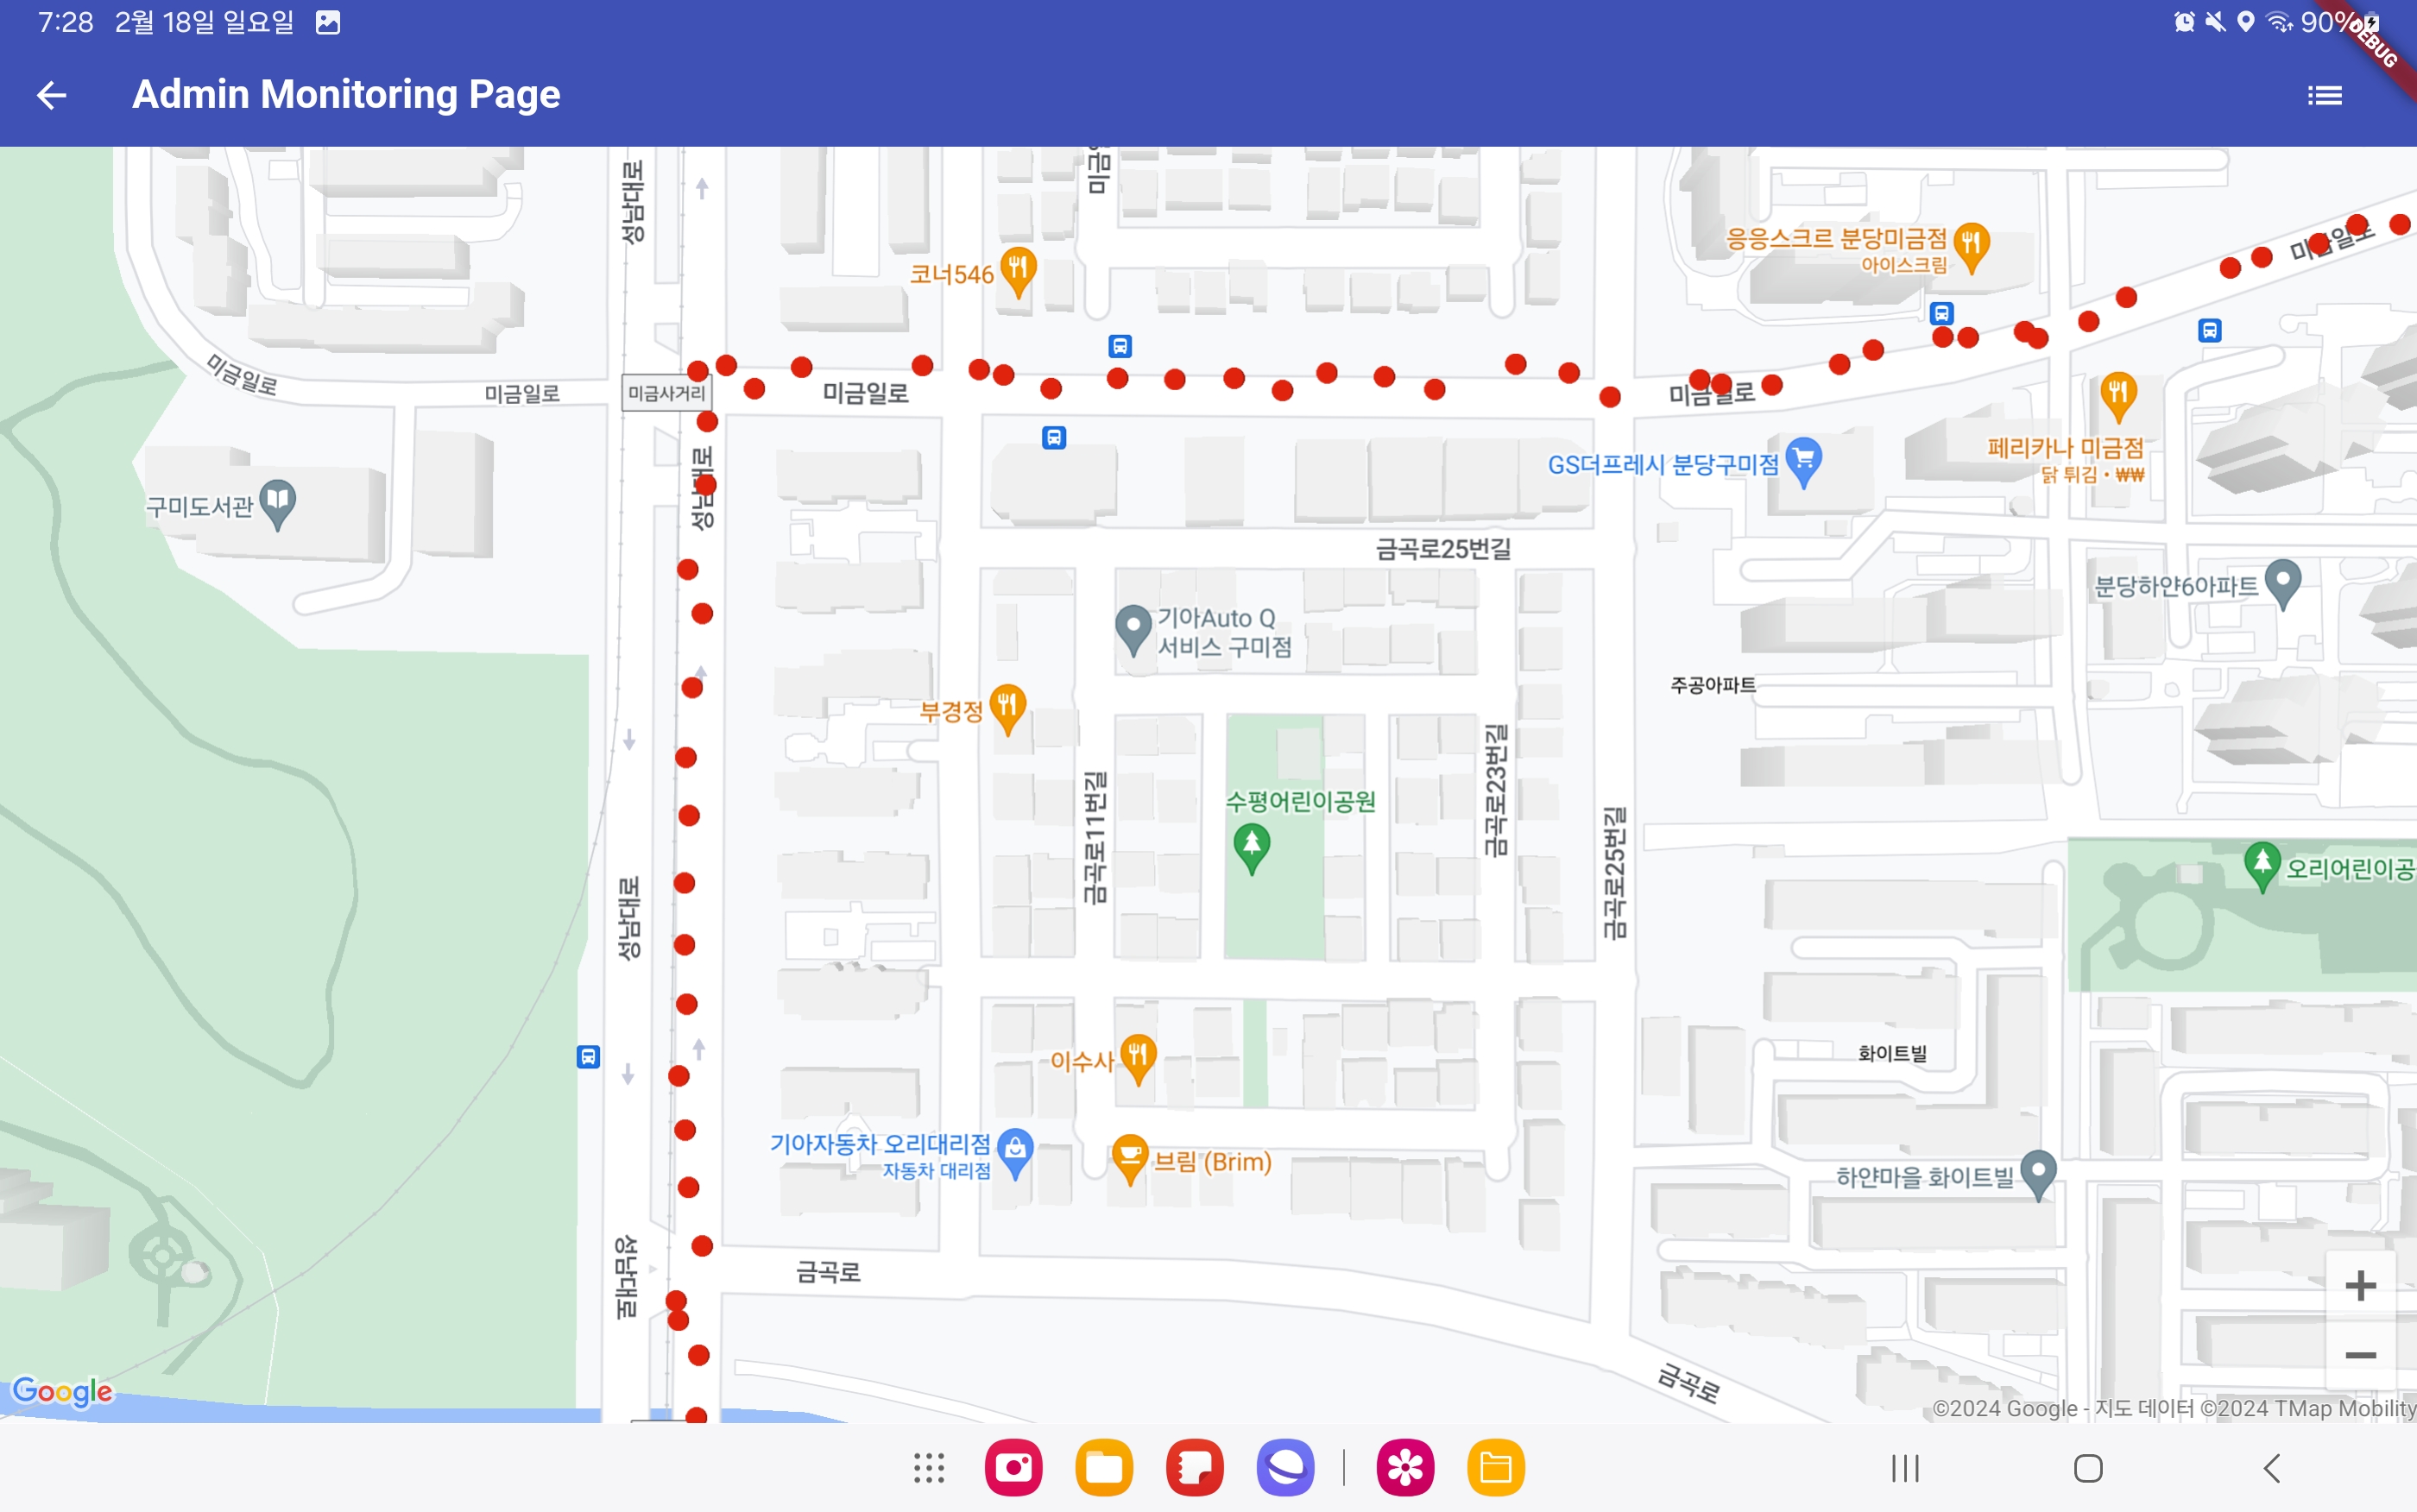 7:28 2월 18일 일요일
90%
DEBUG
Admin Monitoring Page
성남대로
미금일로
코너546
응응스크르 분당미금점
아이스크림
미금일로
미금일로
미금사거리
미금일로
미금일로
성남대로
GS더프레시 분당구미점
페리카나 미금점
닭 튀김 · ₩₩
구미도서관
금곡로25번길
분당하얀6아파트
기아Auto Q
서비스 구미점
주공아파트
부경정
수평어린이공원
금곡로11번길
금곡로23번길
금곡로25번길
오리어린이공
성남대로
이수사
화이트빌
기아자동차 오리대리점
자동차 대리점
브림 (Brim)
하얀마을 화이트빌
성남대로
금곡로
금곡로
+
−
Google
©2024 Google - 지도 데이터 ©2024 TMap Mobility